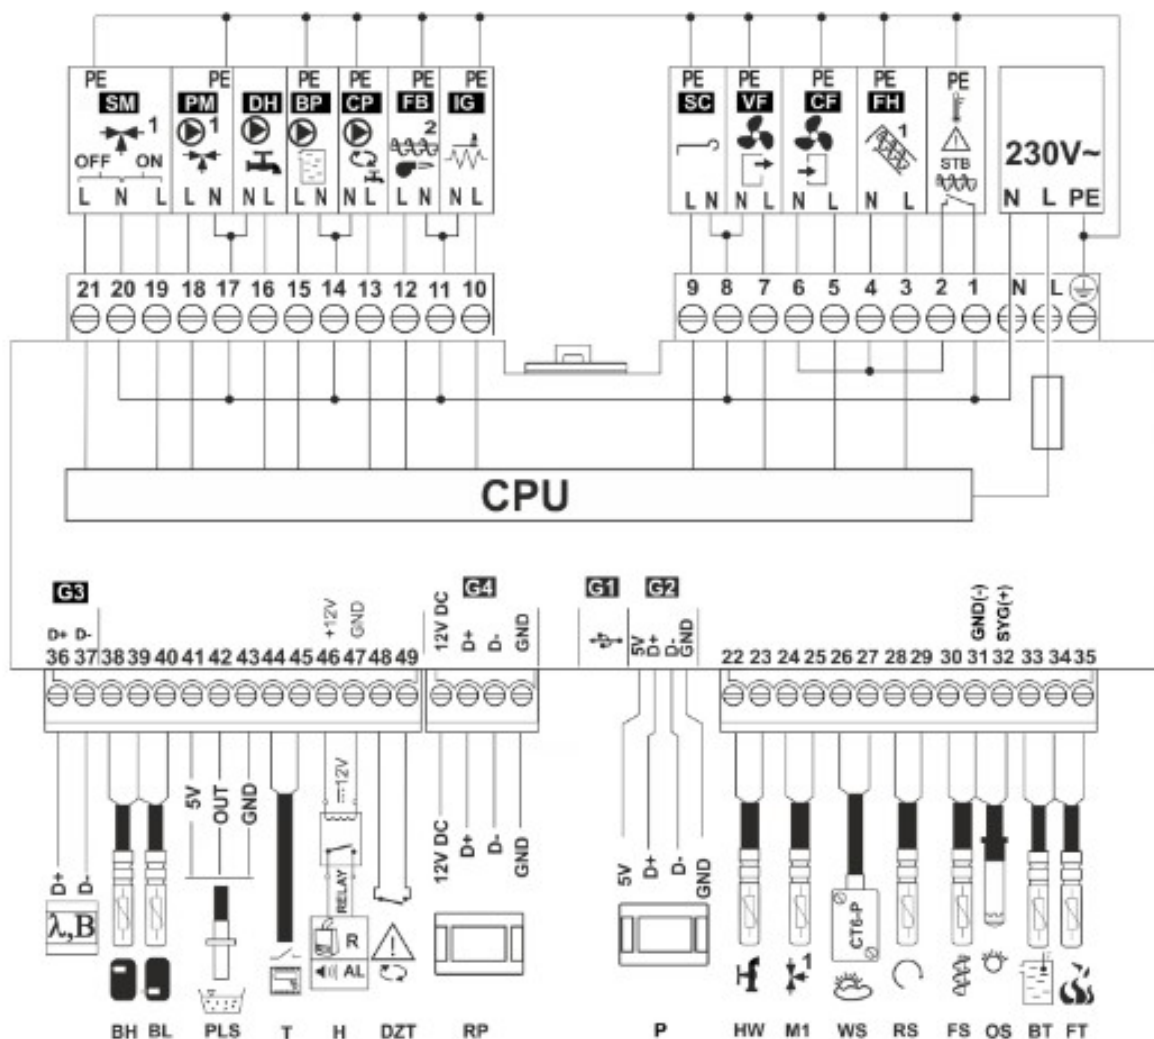 PE PE PE PE PE PE PE PE PE PE PE
SM PM DH BP CP FB IG SC VF CF FH
1 1 2 1
OFF ON
STB
230V~
L N L L N L L N L L N L L N N L N L N L N L PE
21 20 19 18 17 16 15 14 13 12 11 10 9 8 7 6 5 4 3 2 1 N L
CPU
G3 G4 G1 G2
D+ D- +12V GND 12V DC D+ D- GND 5V D+ D- GND GND(-) SYG(+)
36 37 38 39 40 41 42 43 44 45 46 47 48 49 22 23 24 25 26 27 28 29 30 31 32 33 34 35
D+ D- 5V OUT GND 12V 12V DC D+ D- GND 5V D+ D- GND
RELAY
λ,B R AL CT6-P
1
BH BL PLS T H DZT RP P HW M1 WS RS FS OS BT FT